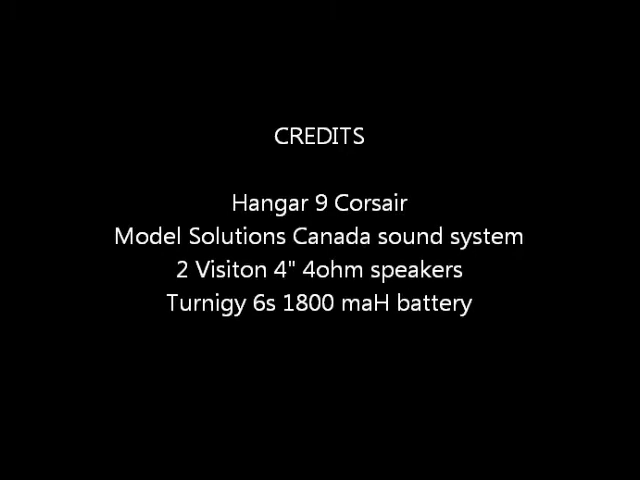 CREDITS
Hangar 9 Corsair
Model Solutions Canada sound system
2 Visiton 4" 4ohm speakers
Turnigy 6s 1800 maH battery